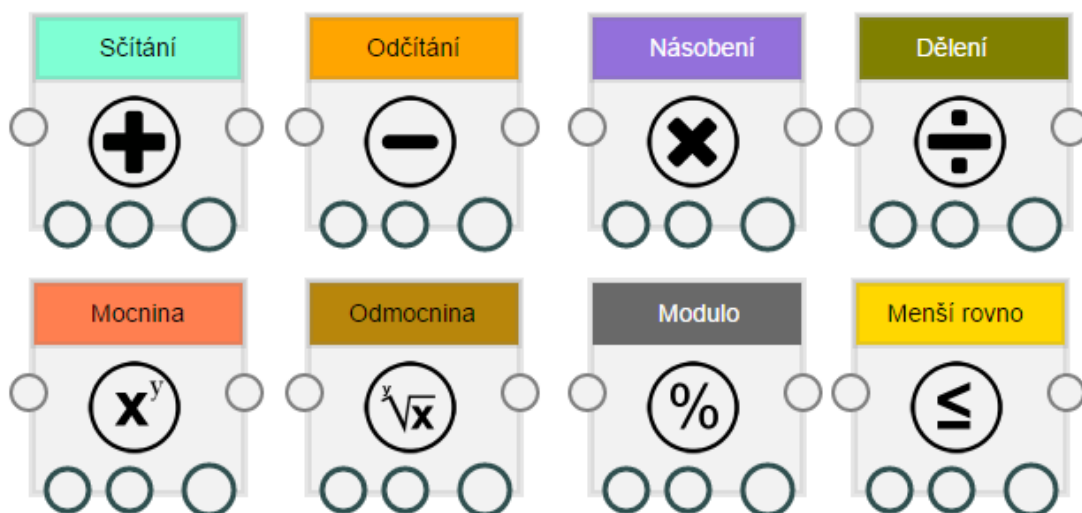 Sčítání
Odčítání
Násobení
Dělení
Mocnina
Odmocnina
Modulo
Menší rovno
x^y
y√x
%
≤